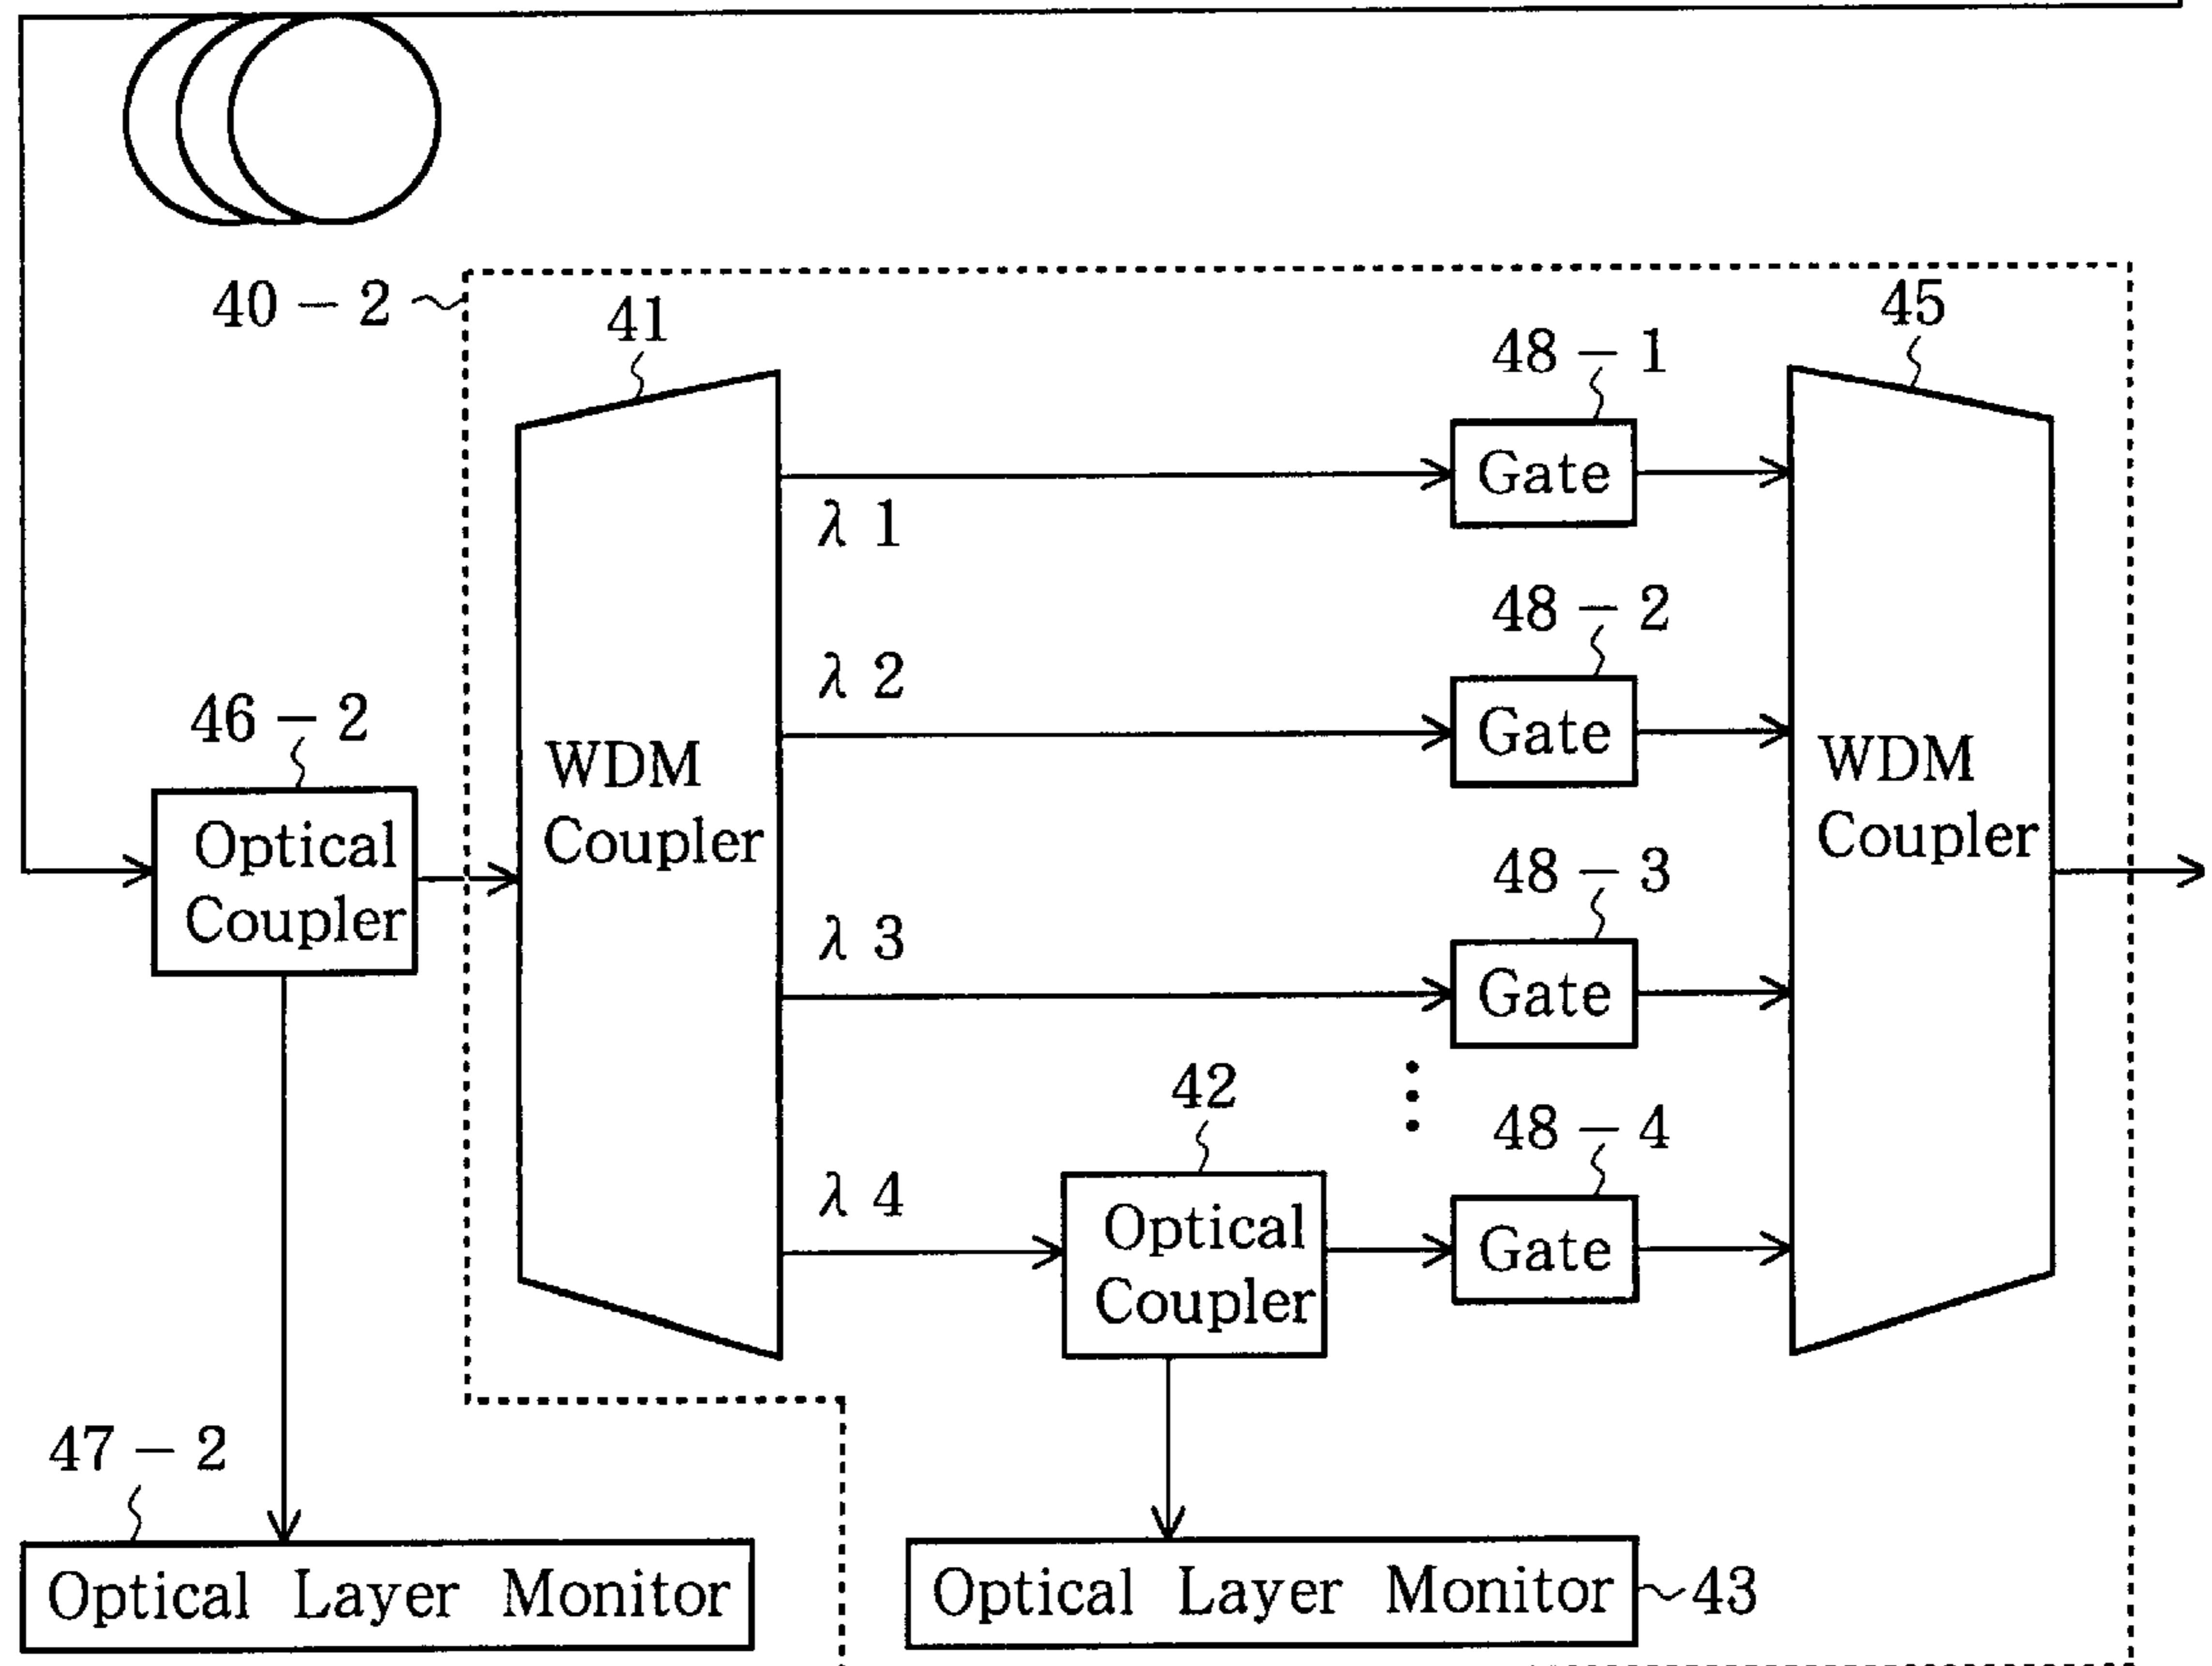 40 - 2
41
45
48 - 1
Gate
λ 1
48 - 2
λ 2
Gate
46 - 2
WDM
Coupler
WDM
Coupler
Optical
Coupler
48 - 3
λ 3
Gate
42
48 - 4
λ 4
Optical
Coupler
Gate
47 - 2
Optical Layer Monitor
Optical Layer Monitor
43